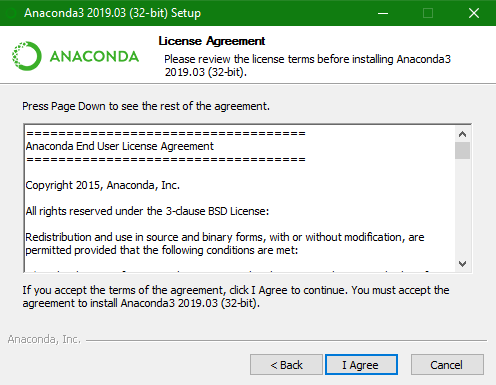 Anaconda3 2019.03 (32-bit) Setup
ANACONDA
License Agreement
Please review the license terms before installing Anaconda3
2019.03 (32-bit).
Press Page Down to see the rest of the agreement.
======================================
Anaconda End User License Agreement
======================================
Copyright 2015, Anaconda, Inc.
All rights reserved under the 3-clause BSD License:
Redistribution and use in source and binary forms, with or without modification, are
permitted provided that the following conditions are met:
If you accept the terms of the agreement, click I Agree to continue. You must accept the
agreement to install Anaconda3 2019.03 (32-bit).
Anaconda, Inc.
< Back
I Agree
Cancel